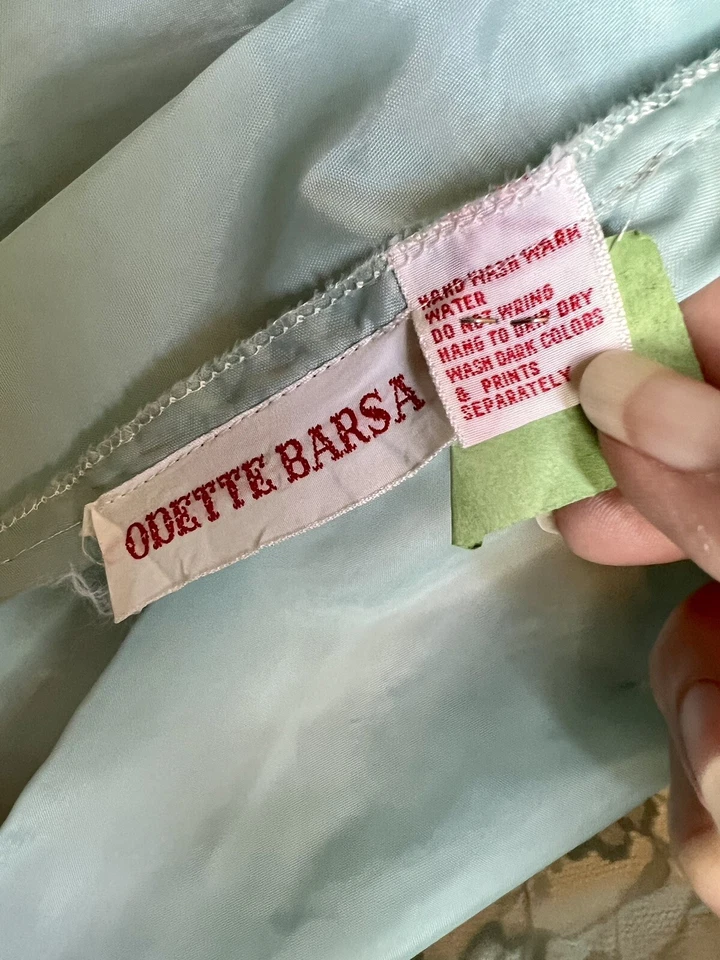 ODETTE BARSA
HAND WASH WARM
WATER
DO NOT WRING
HANG TO DRIP DRY
WASH DARK COLORS
& PRINTS
SEPARATELY